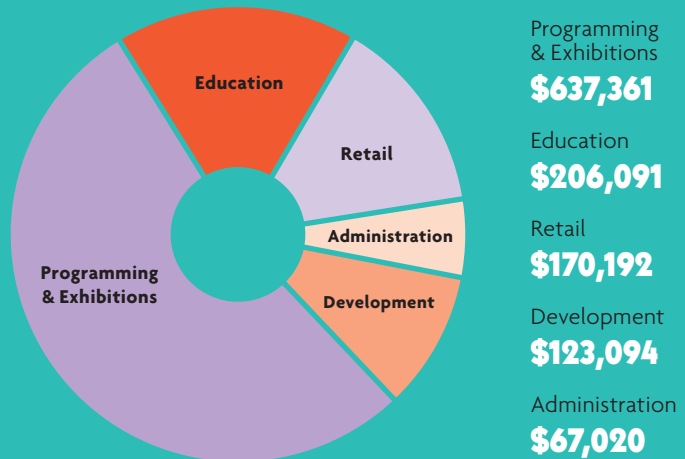 Education
Retail
Administration
Development
Programming
& Exhibitions
Programming
& Exhibitions
$637,361
Education
$206,091
Retail
$170,192
Development
$123,094
Administration
$67,020